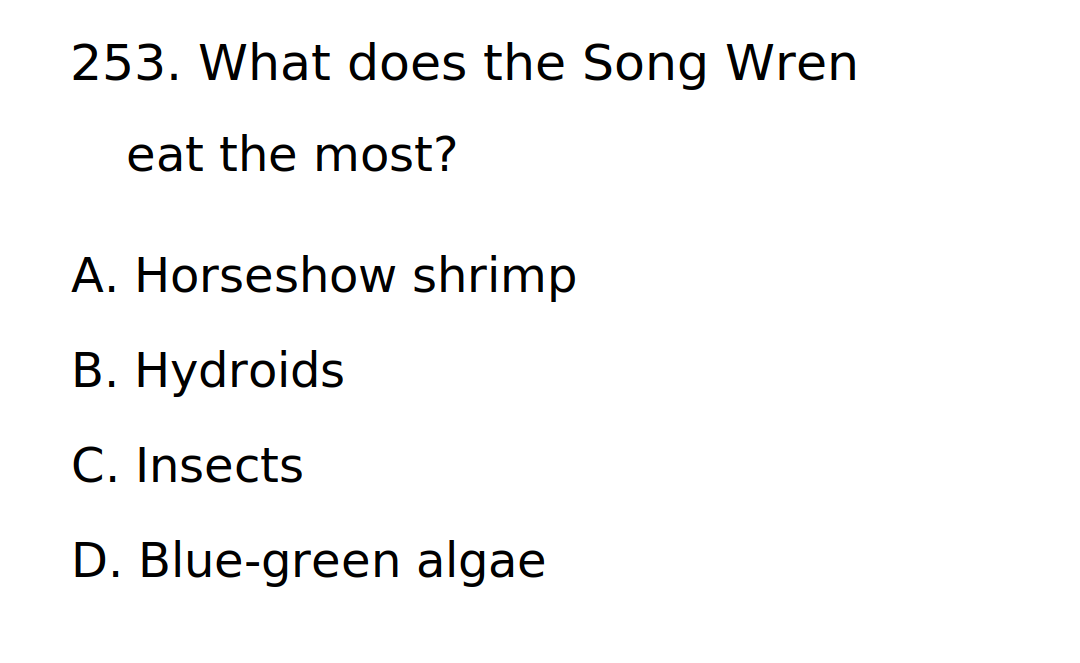 253. What does the Song Wren
eat the most?
A. Horseshow shrimp
B. Hydroids
C. Insects
D. Blue-green algae